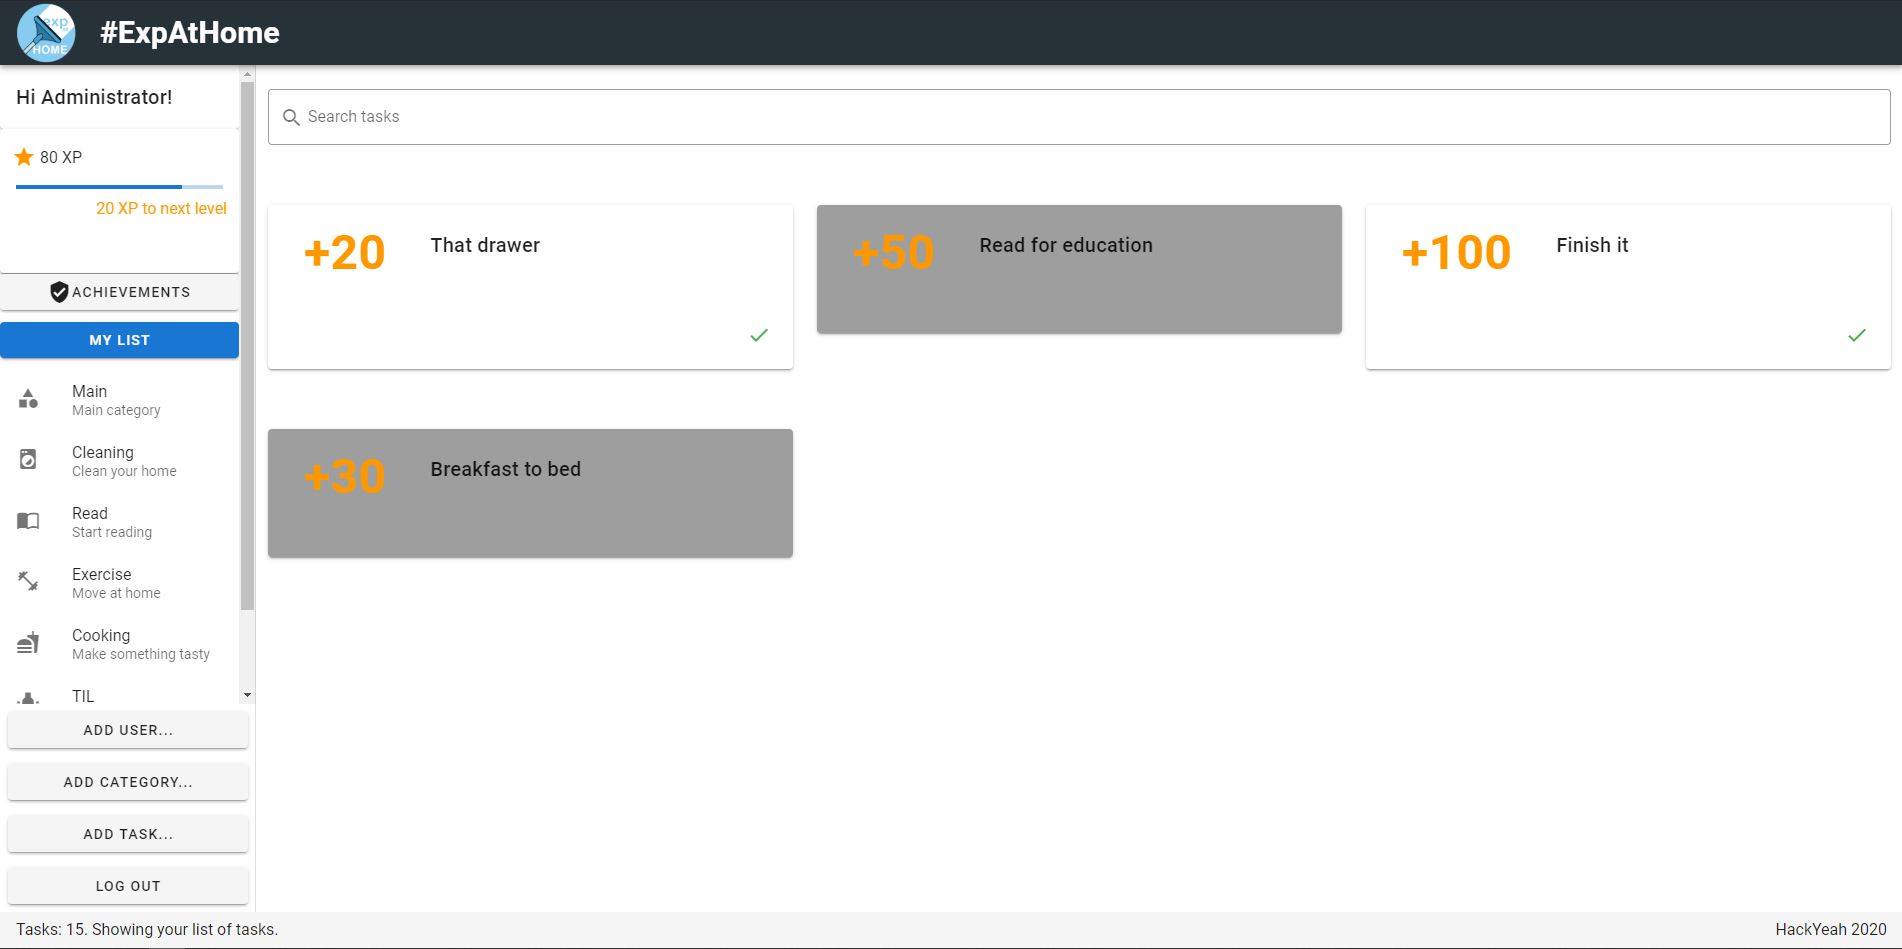 exp
HOME
#ExpAtHome
Hi Administrator!
80 XP
20 XP to next level
ACHIEVEMENTS
MY LIST
Main
Main category
Cleaning
Clean your home
Read
Start reading
Exercise
Move at home
Cooking
Make something tasty
TIL
ADD USER...
ADD CATEGORY...
ADD TASK...
LOG OUT
Search tasks
+20 That drawer
+50 Read for education
+100 Finish it
+30 Breakfast to bed
Tasks: 15. Showing your list of tasks.
HackYeah 2020